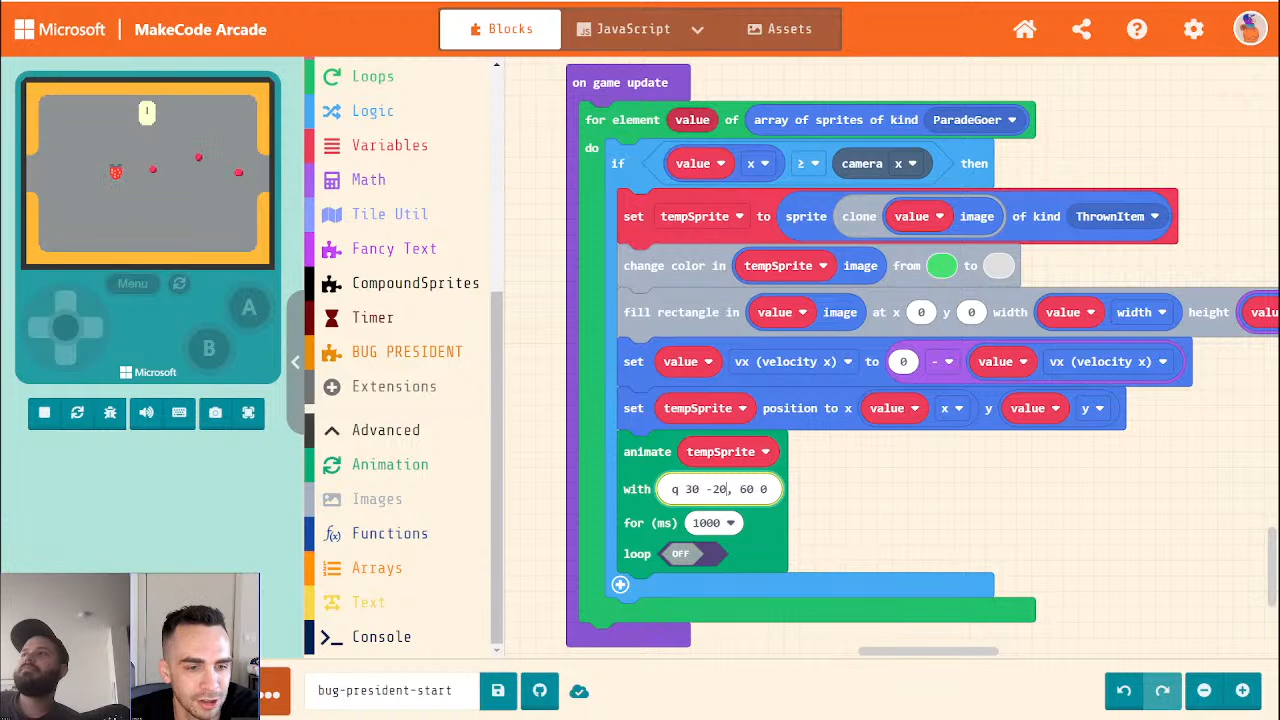 Microsoft | MakeCode Arcade
Blocks
JavaScript
Assets
Menu
A
B
Microsoft
Loops
Logic
Variables
Math
Tile Util
Fancy Text
CompoundSprites
Timer
BUG PRESIDENT
Extensions
Advanced
Animation
Images
Functions
Arrays
Text
Console
on game update
for element value of array of sprites of kind ParadeGoer
do
if value x ≥ camera x then
set tempSprite to sprite clone value image of kind ThrownItem
change color in tempSprite image from to
fill rectangle in value image at x 0 y 0 width value width height valu
set value vx (velocity x) to 0 - value vx (velocity x)
set tempSprite position to x value x y value y
animate tempSprite
with q 30 -20, 60 0
for (ms) 1000
loop OFF
bug-president-start